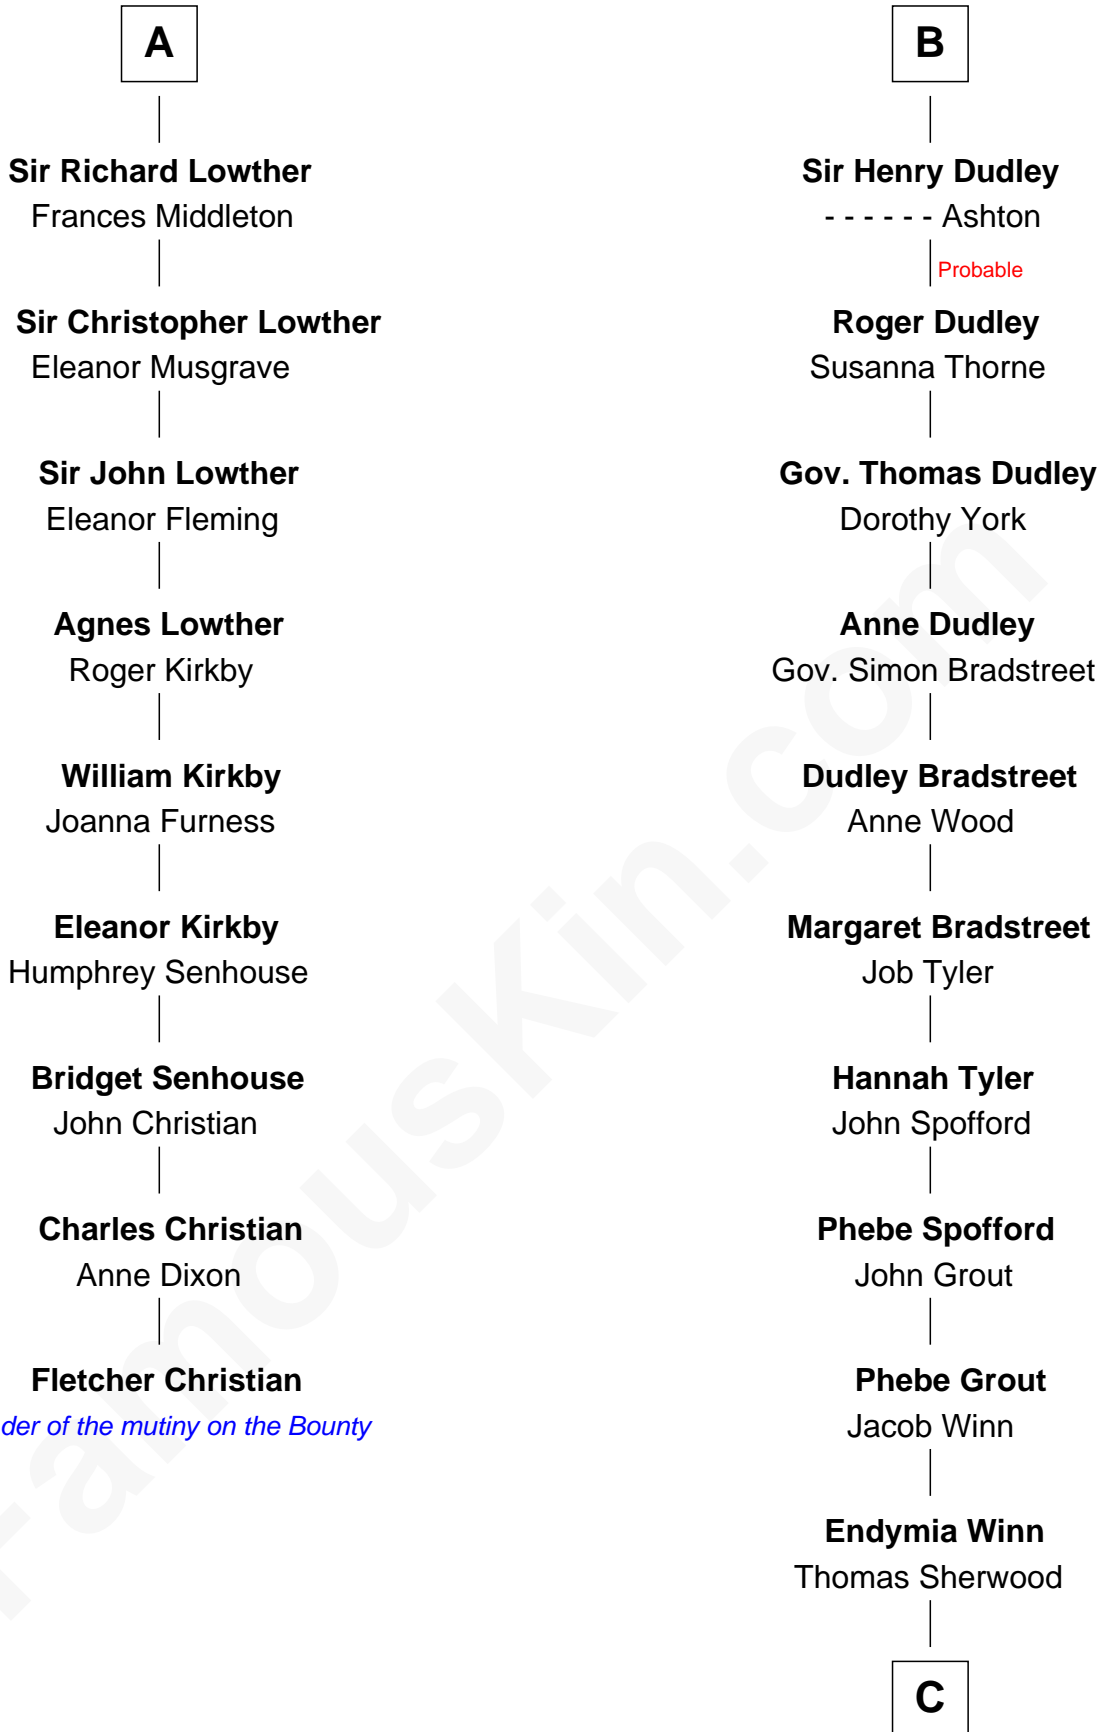 A
Sir Richard Lowther
Frances Middleton
Sir Christopher Lowther
Eleanor Musgrave
Sir John Lowther
Eleanor Fleming
Agnes Lowther
Roger Kirkby
William Kirkby
Joanna Furness
Eleanor Kirkby
Humphrey Senhouse
Bridget Senhouse
John Christian
Charles Christian
Anne Dixon
Fletcher Christian
der of the mutiny on the Bounty
B
Sir Henry Dudley
- - - - - - Ashton
Probable
Roger Dudley
Susanna Thorne
Gov. Thomas Dudley
Dorothy York
Anne Dudley
Gov. Simon Bradstreet
Dudley Bradstreet
Anne Wood
Margaret Bradstreet
Job Tyler
Hannah Tyler
John Spofford
Phebe Spofford
John Grout
Phebe Grout
Jacob Winn
Endymia Winn
Thomas Sherwood
C
FamousKin.com